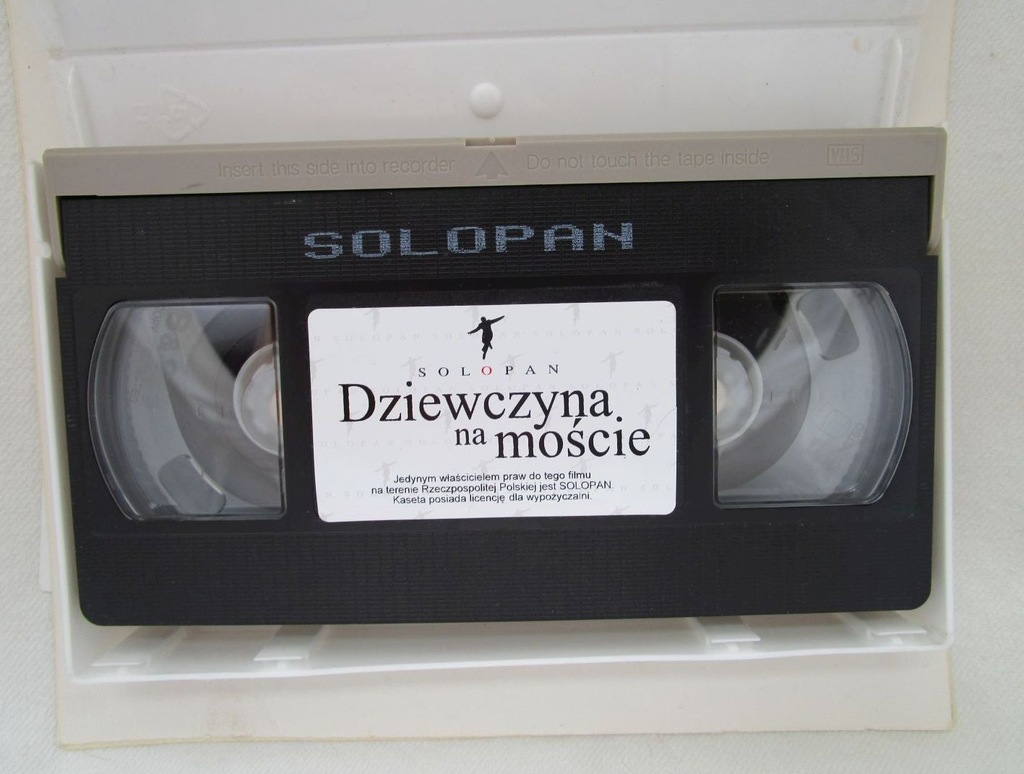 Insert this side into recorder Do not touch the tape inside VHS
SOLOPAN
SOLOPAN
Dziewczyna
na moście
Jedynym właścicielem praw do tego filmu
na terenie Rzeczpospolitej Polskiej jest SOLOPAN.
Kaseta posiada licencję dla wypożyczalni.